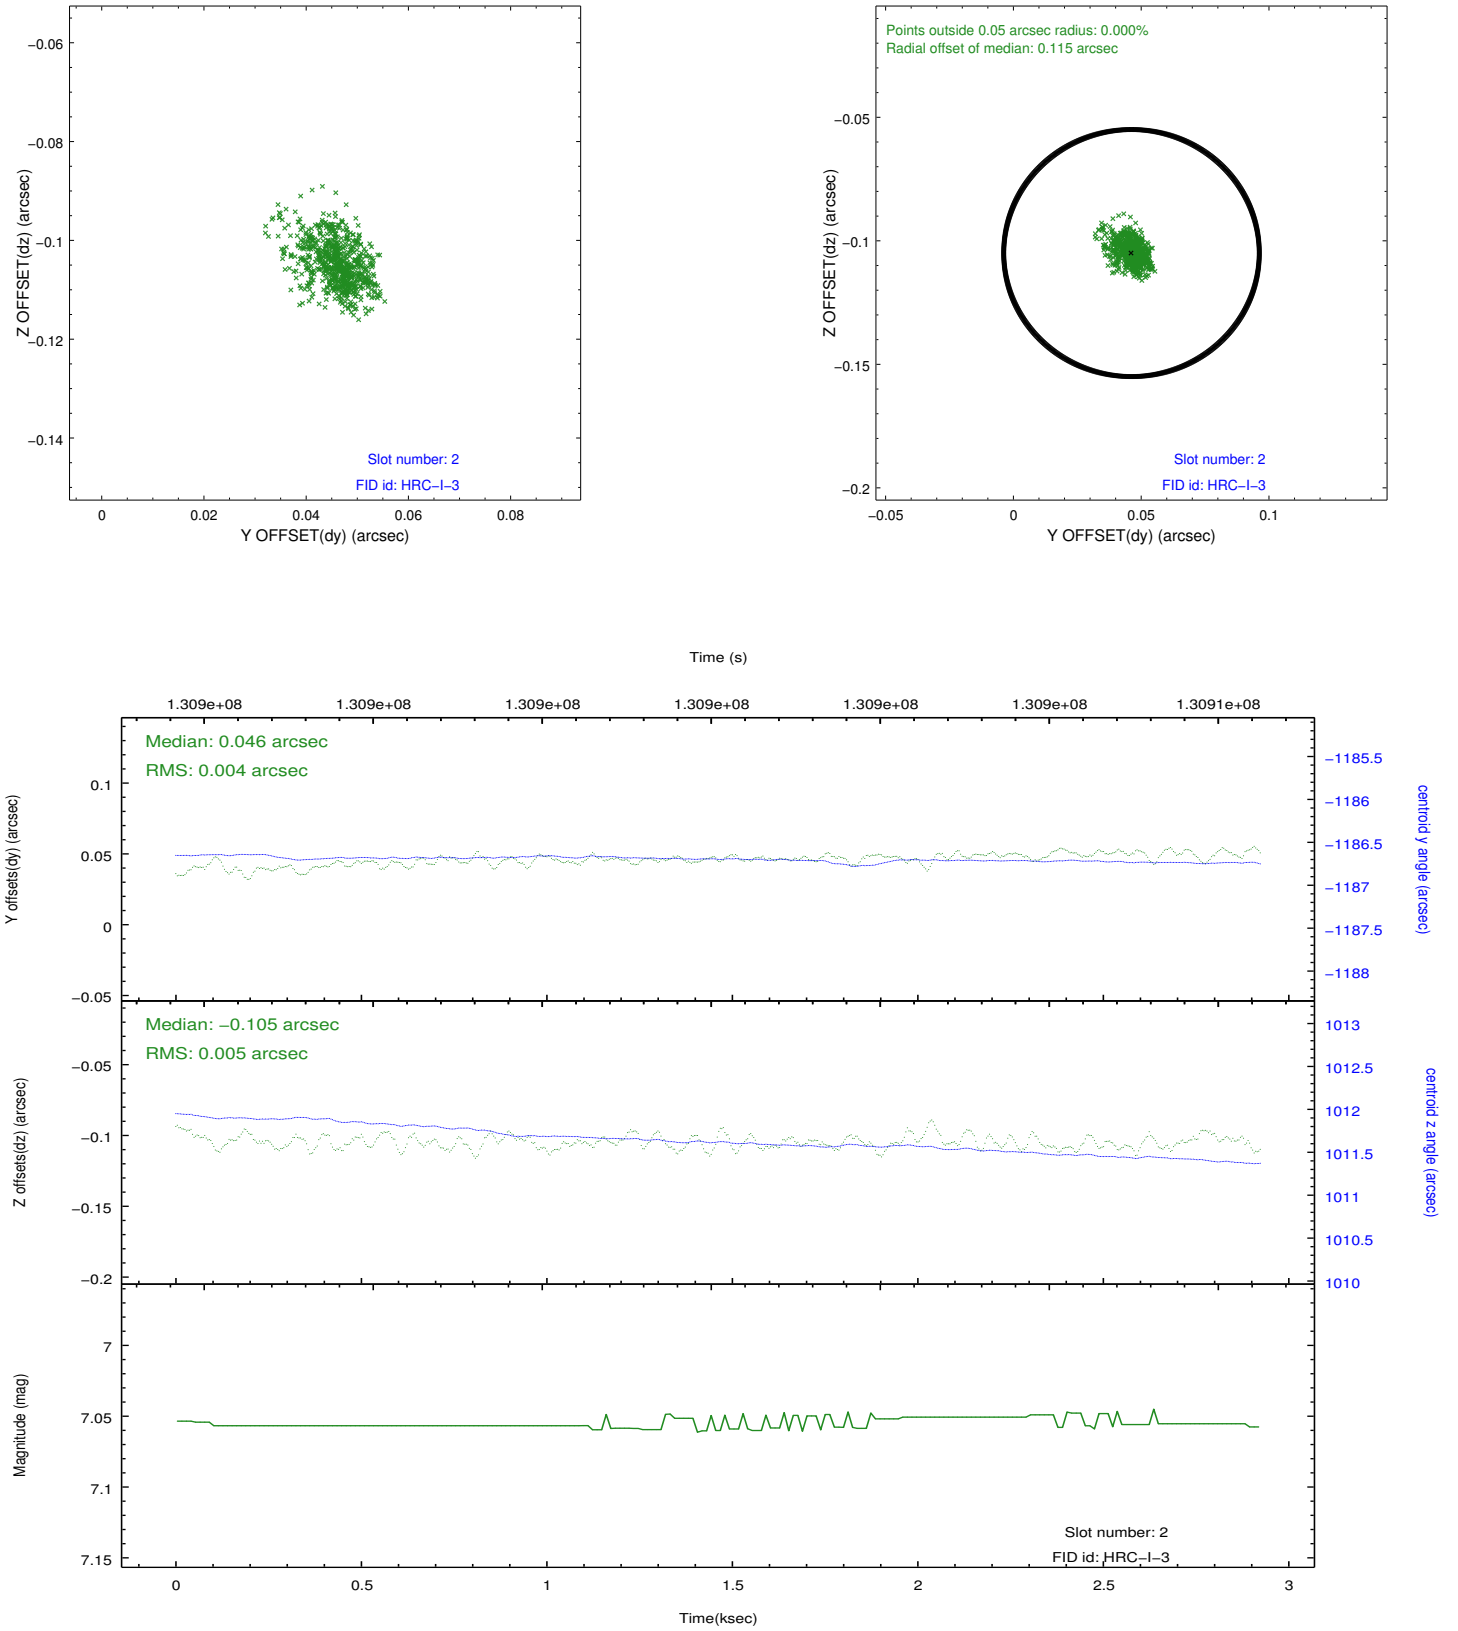 −0.06
−0.08
−0.1
−0.12
−0.14
Z OFFSET(dz) (arcsec)
Slot number: 2
FID id: HRC−I−3
0 0.02 0.04 0.06 0.08
Y OFFSET(dy) (arcsec)
Points outside 0.05 arcsec radius: 0.000%
Radial offset of median: 0.115 arcsec
−0.05
−0.1
−0.15
−0.2
Z OFFSET(dz) (arcsec)
Slot number: 2
FID id: HRC−I−3
−0.05 0 0.05 0.1
Y OFFSET(dy) (arcsec)
Time (s)
1.309e+08 1.309e+08 1.309e+08 1.309e+08 1.309e+08 1.309e+08 1.3091e+08
Median: 0.046 arcsec
RMS: 0.004 arcsec
0.1
0.05
0
−0.05
Y offsets(dy) (arcsec)
−1185.5
−1186
−1186.5
−1187
−1187.5
−1188
centroid y angle (arcsec)
Median: −0.105 arcsec
RMS: 0.005 arcsec
−0.05
−0.1
−0.15
−0.2
Z offsets(dz) (arcsec)
1013
1012.5
1012
1011.5
1011
1010.5
1010
centroid z angle (arcsec)
7
7.05
7.1
7.15
Magnitude (mag)
Slot number: 2
FID id: HRC−I−3
0 0.5 1 1.5 2 2.5 3
Time(ksec)